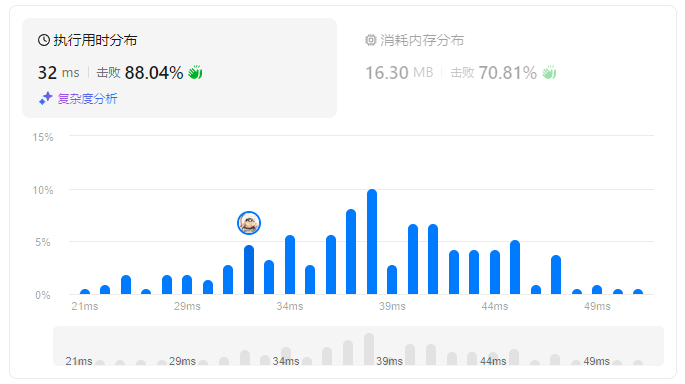 执行用时分布
消耗内存分布
32 ms 击败 88.04%
16.30 MB 击败 70.81%
复杂度分析
15%
10%
5%
0%
21ms 29ms 34ms 39ms 44ms 49ms
21ms 29ms 34ms 39ms 44ms 49ms